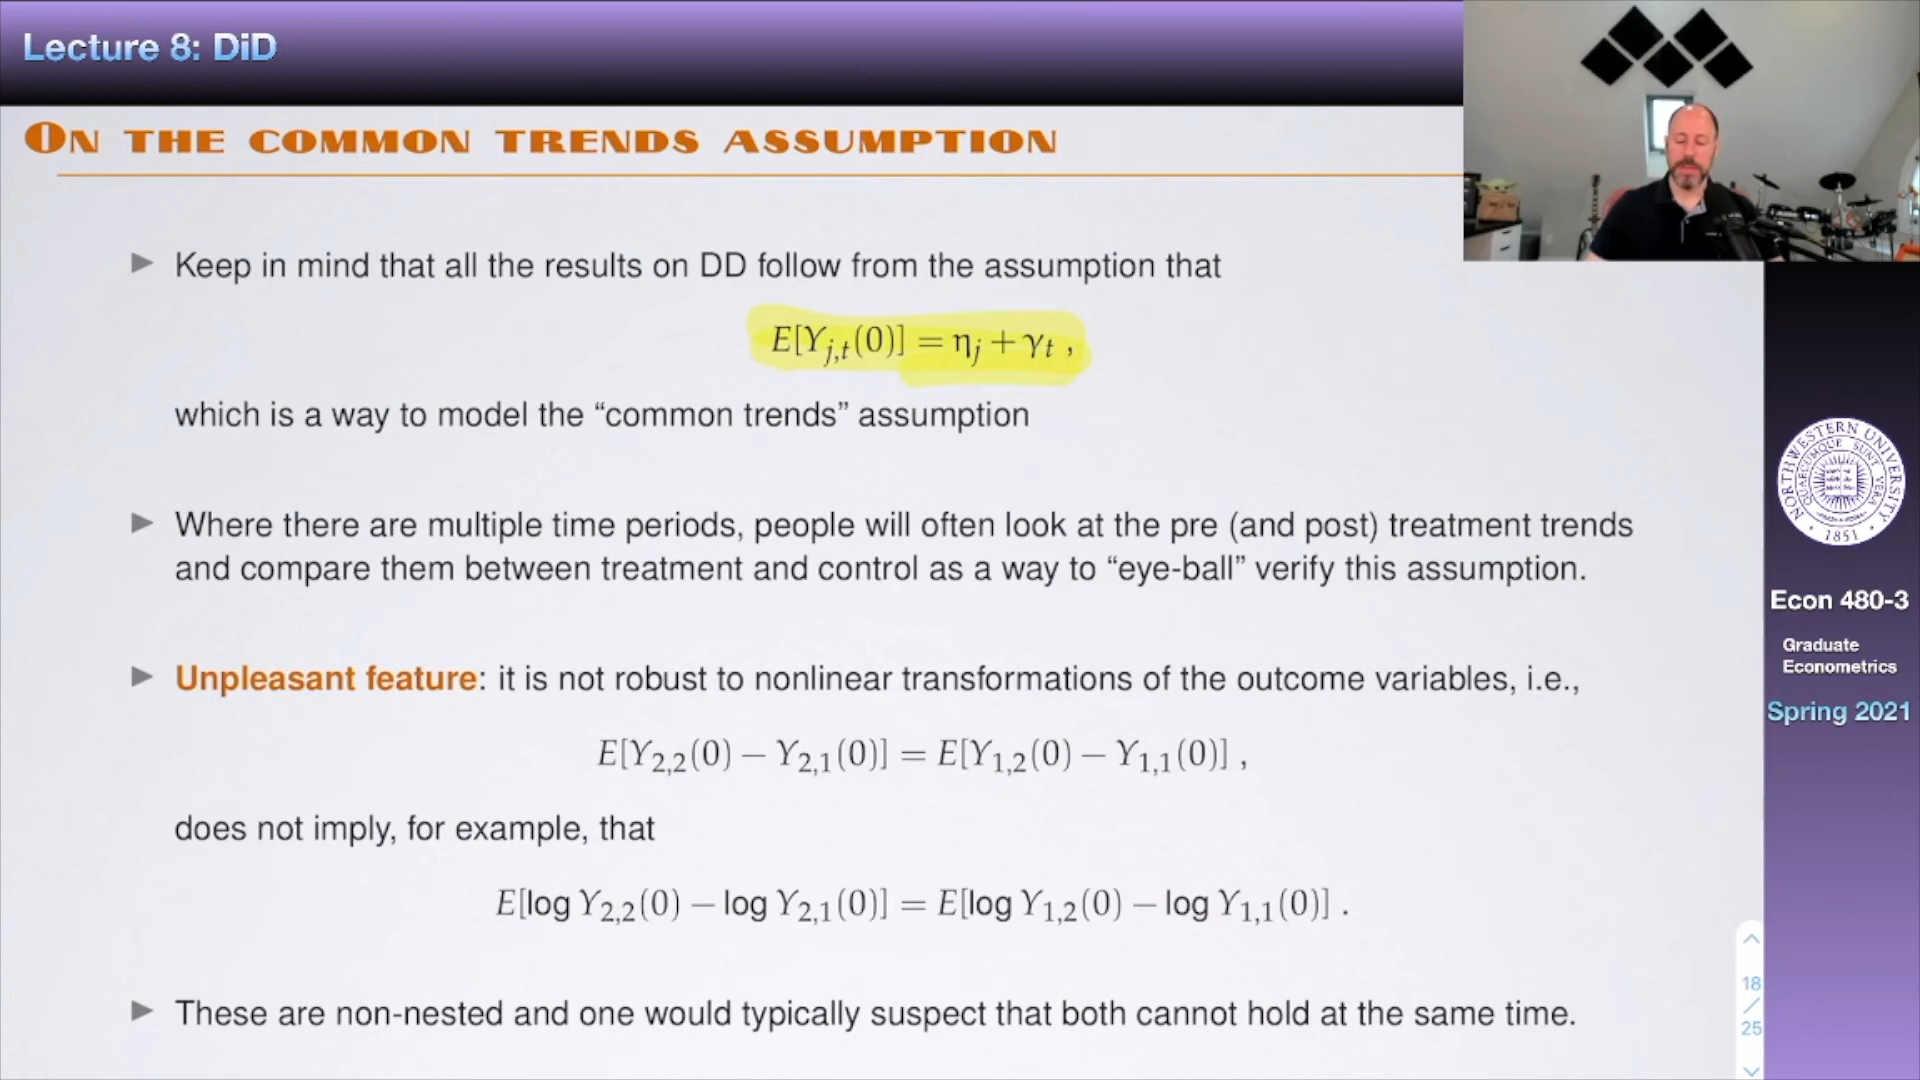 Lecture 8: DiD
ON THE COMMON TRENDS ASSUMPTION
Keep in mind that all the results on DD follow from the assumption that
E[Y_{j,t}(0)] = η_j + γ_t ,
which is a way to model the “common trends” assumption
Where there are multiple time periods, people will often look at the pre (and post) treatment trends
and compare them between treatment and control as a way to “eye-ball” verify this assumption.
Unpleasant feature: it is not robust to nonlinear transformations of the outcome variables, i.e.,
E[Y_{2,2}(0) − Y_{2,1}(0)] = E[Y_{1,2}(0) − Y_{1,1}(0)] ,
does not imply, for example, that
E[log Y_{2,2}(0) − log Y_{2,1}(0)] = E[log Y_{1,2}(0) − log Y_{1,1}(0)] .
These are non-nested and one would typically suspect that both cannot hold at the same time.
NORTHWESTERN UNIVERSITY
QUAECUMQUE SUNT VERA
1851
Econ 480-3
Graduate
Econometrics
Spring 2021
18
/
25